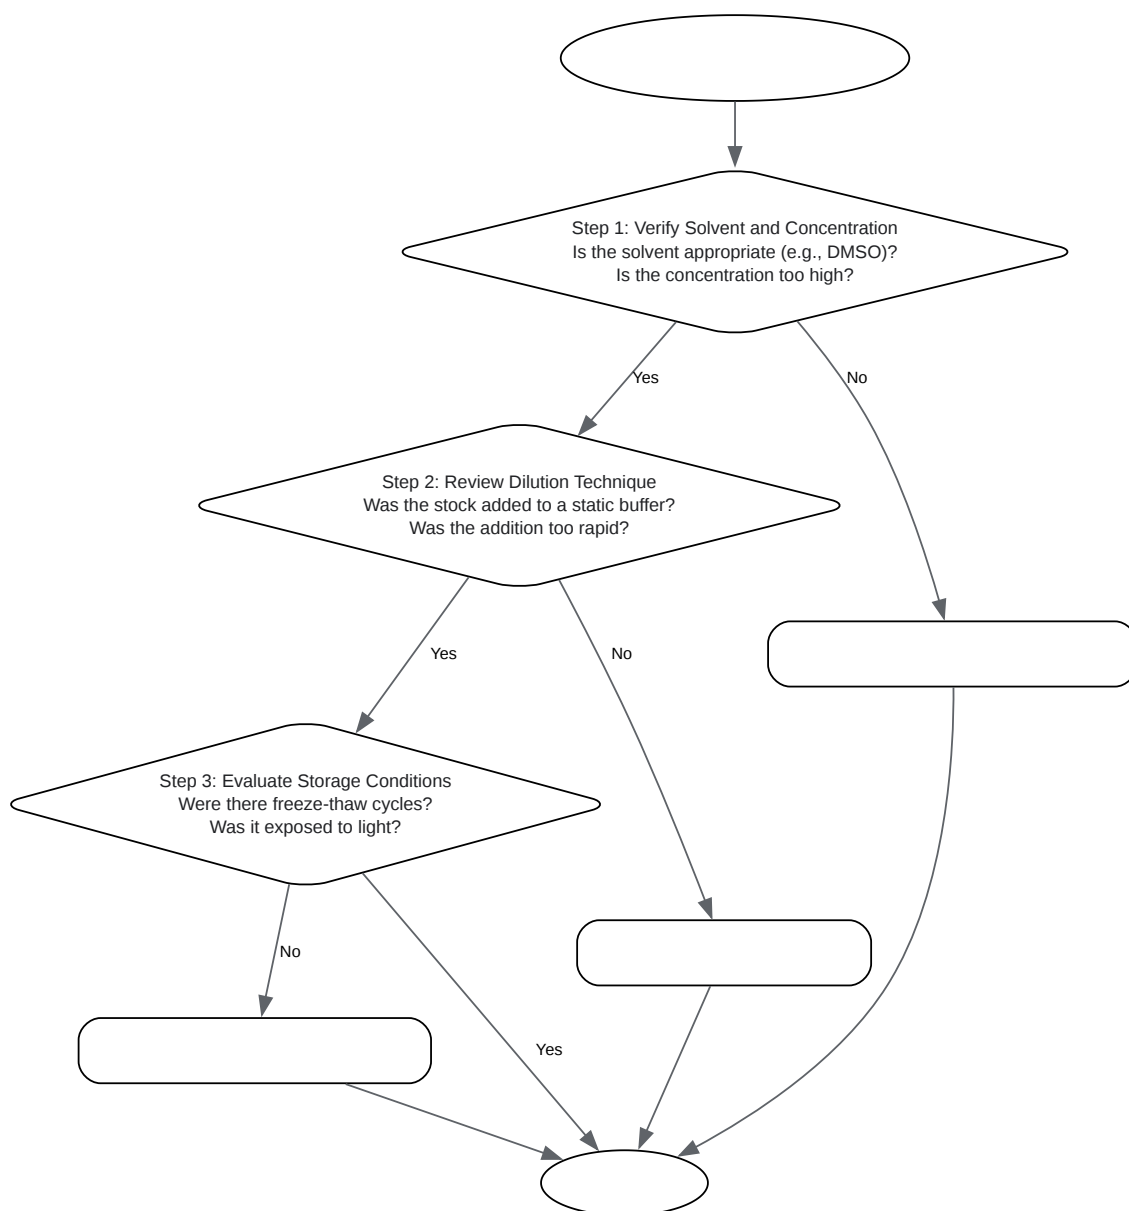 Step 1: Verify Solvent and Concentration
Is the solvent appropriate (e.g., DMSO)?
Is the concentration too high?
Yes
No
Step 2: Review Dilution Technique
Was the stock added to a static buffer?
Was the addition too rapid?
Yes
No
Step 3: Evaluate Storage Conditions
Were there freeze-thaw cycles?
Was it exposed to light?
No
Yes